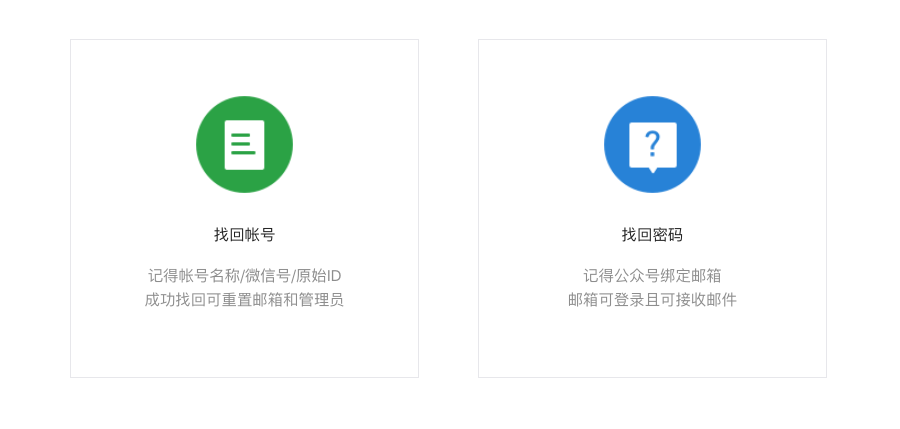 找回帐号
记得帐号名称/微信号/原始ID
成功找回可重置邮箱和管理员
?
找回密码
记得公众号绑定邮箱
邮箱可登录且可接收邮件